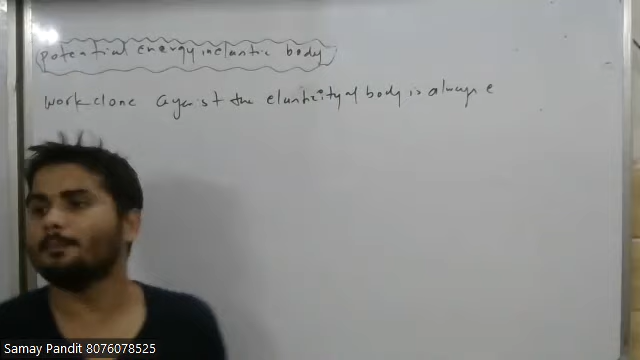 potential energy in elastic body
Work done against the elasticity of body is always e
Samay Pandit 8076078525